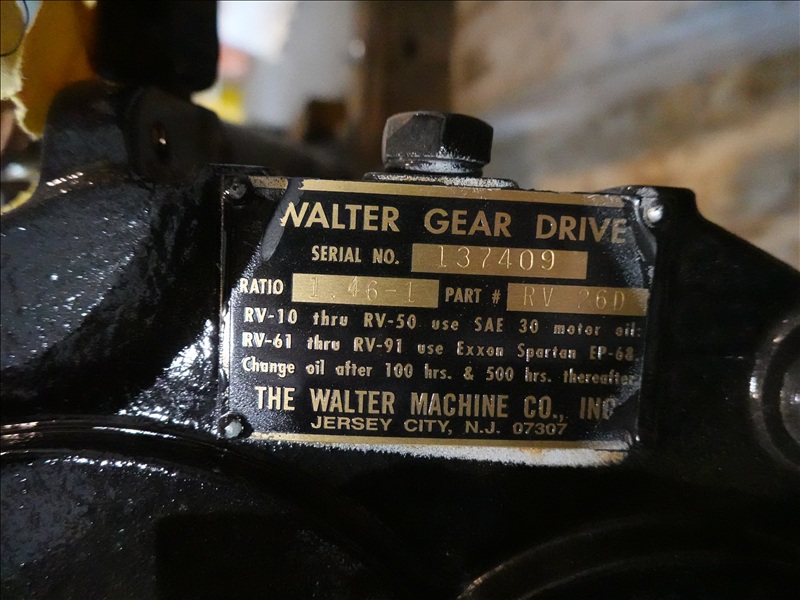 WALTER GEAR DRIVE
SERIAL NO. 137409
RATIO 1.46-1 PART # RV 26D
RV-10 thru RV-50 use SAE 30 motor oil.
RV-61 thru RV-91 use Exxon Spartan EP-68.
Change oil after 100 hrs. & 500 hrs. thereafter
THE WALTER MACHINE CO., INC
JERSEY CITY, N.J. 07307